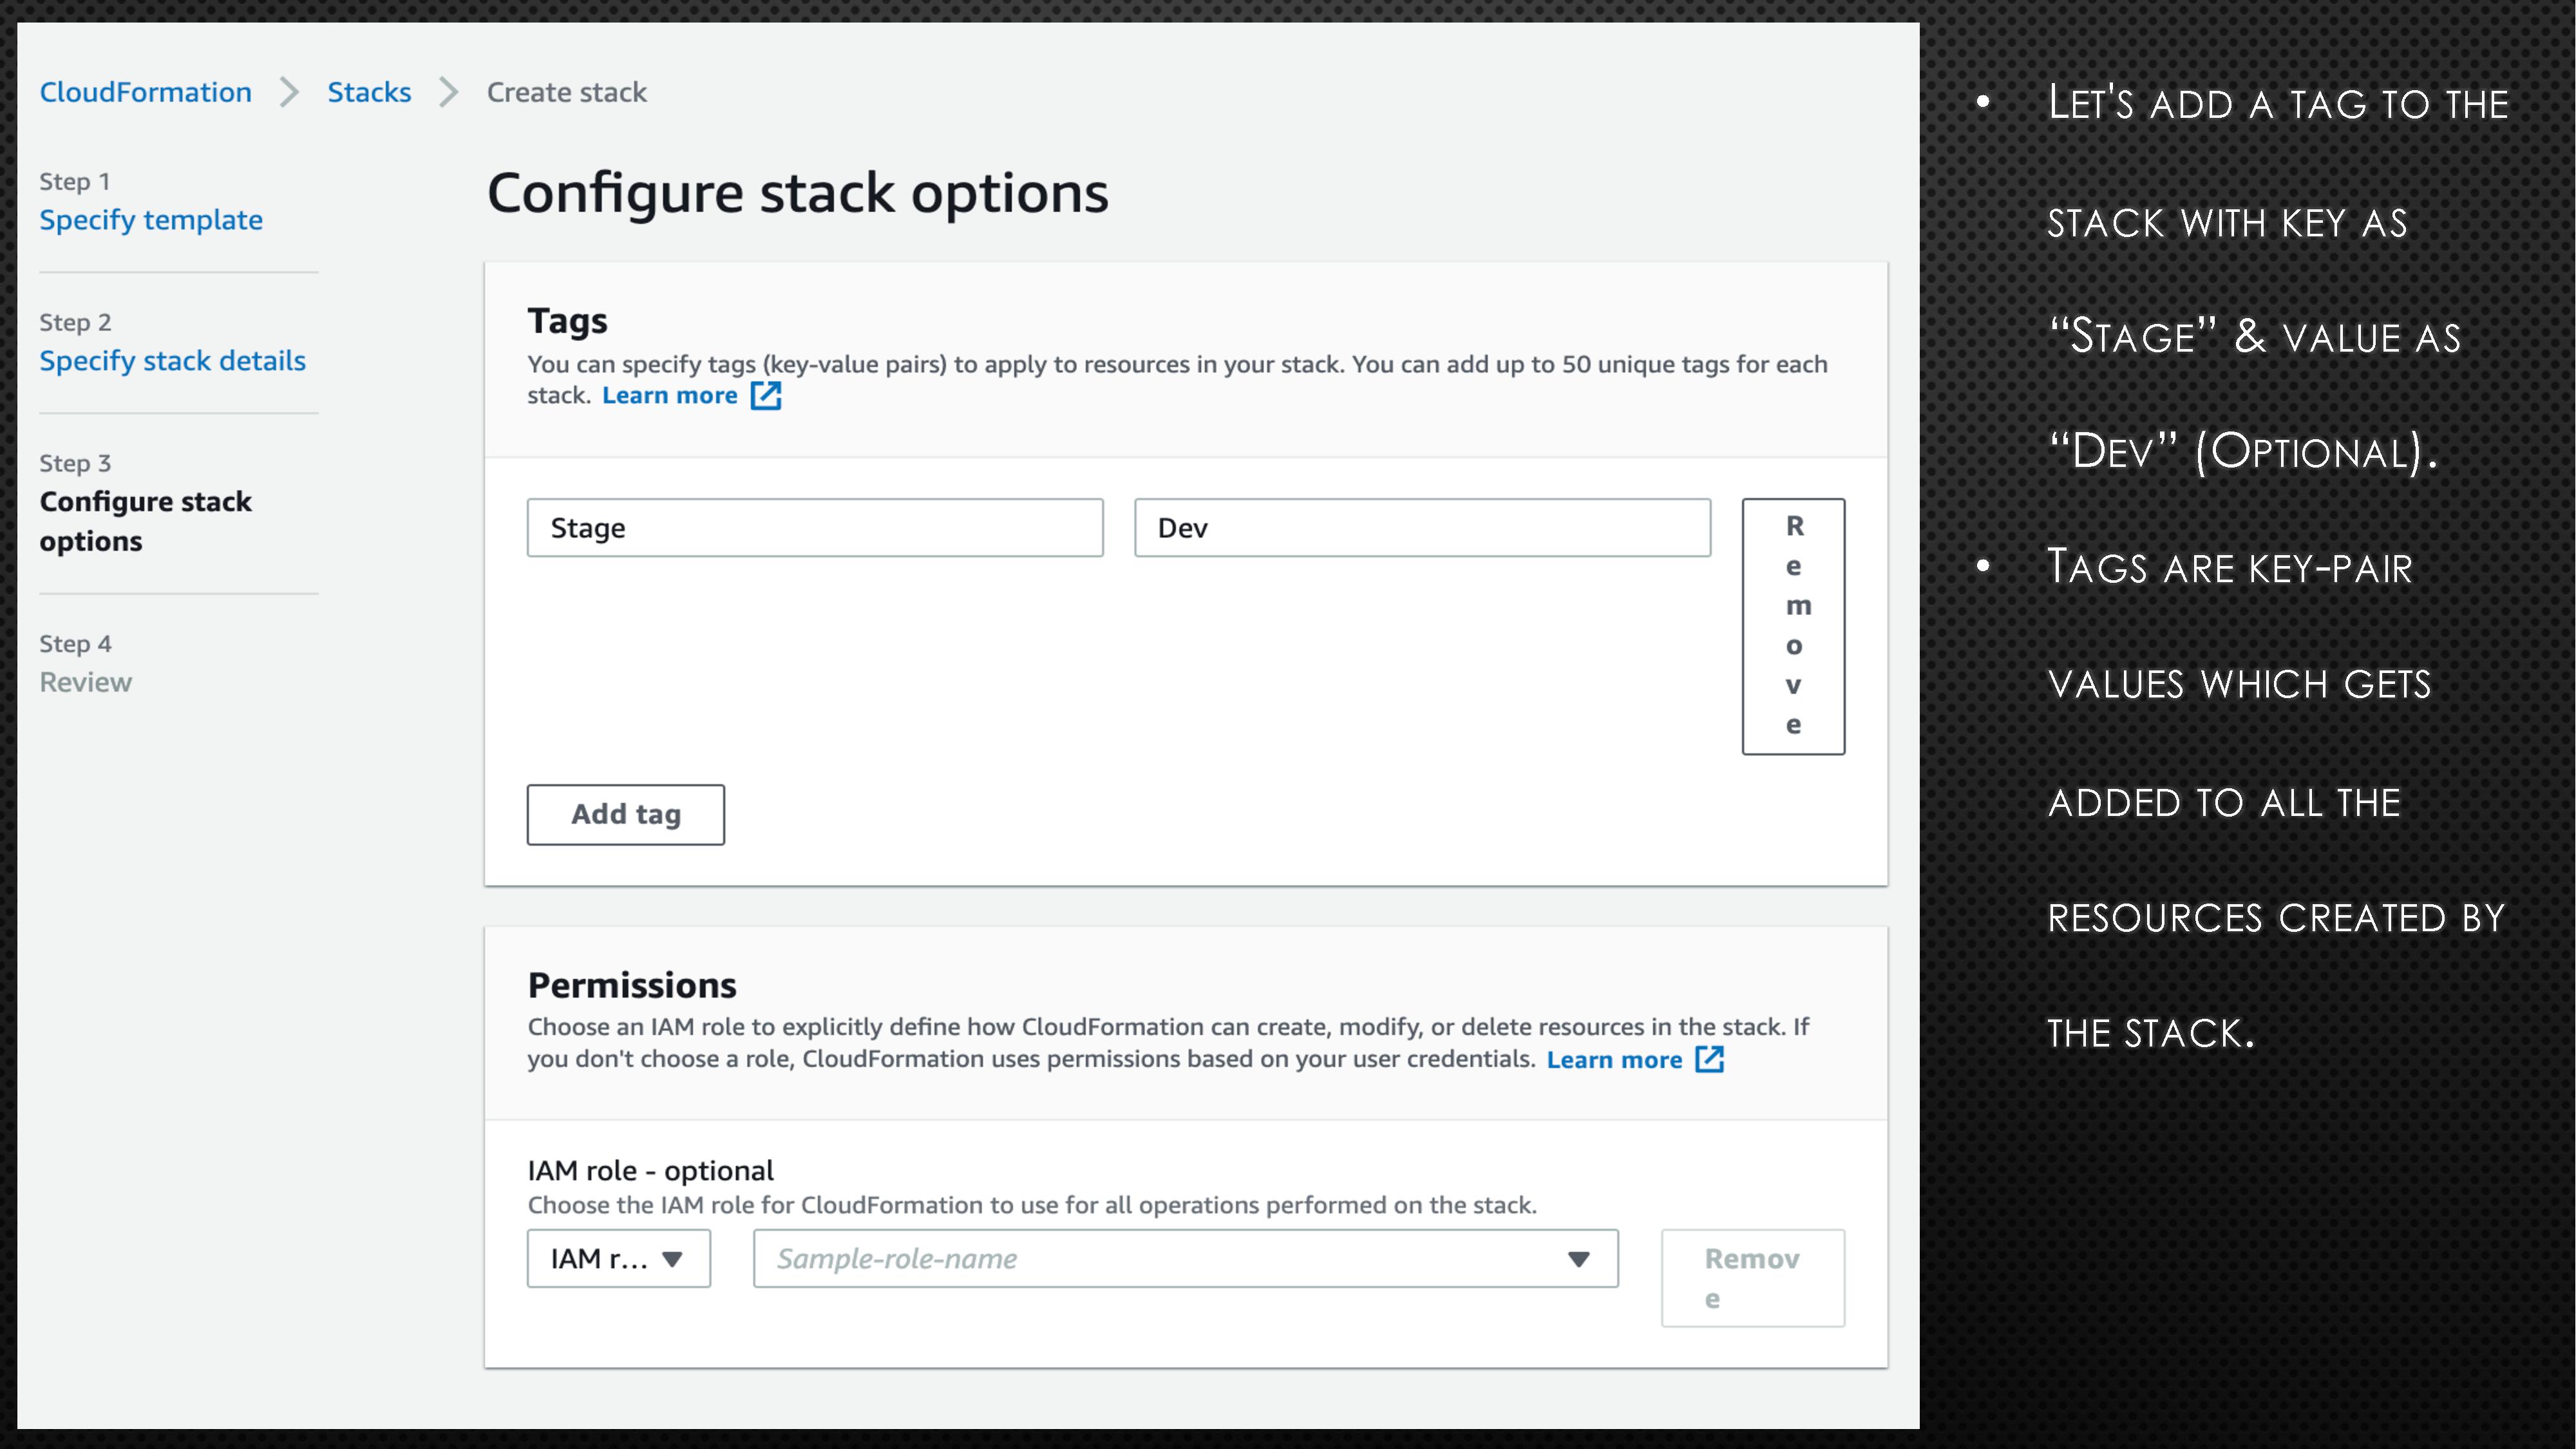 CloudFormation > Stacks > Create stack
Step 1
Specify template
Step 2
Specify stack details
Step 3
Configure stack
options
Step 4
Review
Configure stack options
Tags
You can specify tags (key-value pairs) to apply to resources in your stack. You can add up to 50 unique tags for each
stack. Learn more
Stage
Dev
Remove
Add tag
Permissions
Choose an IAM role to explicitly define how CloudFormation can create, modify, or delete resources in the stack. If
you don't choose a role, CloudFormation uses permissions based on your user credentials. Learn more
IAM role - optional
Choose the IAM role for CloudFormation to use for all operations performed on the stack.
IAM r...
Sample-role-name
Remov
e
• Let's add a tag to the
stack with key as
“Stage” & value as
“Dev” (Optional).
• Tags are key-pair
values which gets
added to all the
resources created by
the stack.